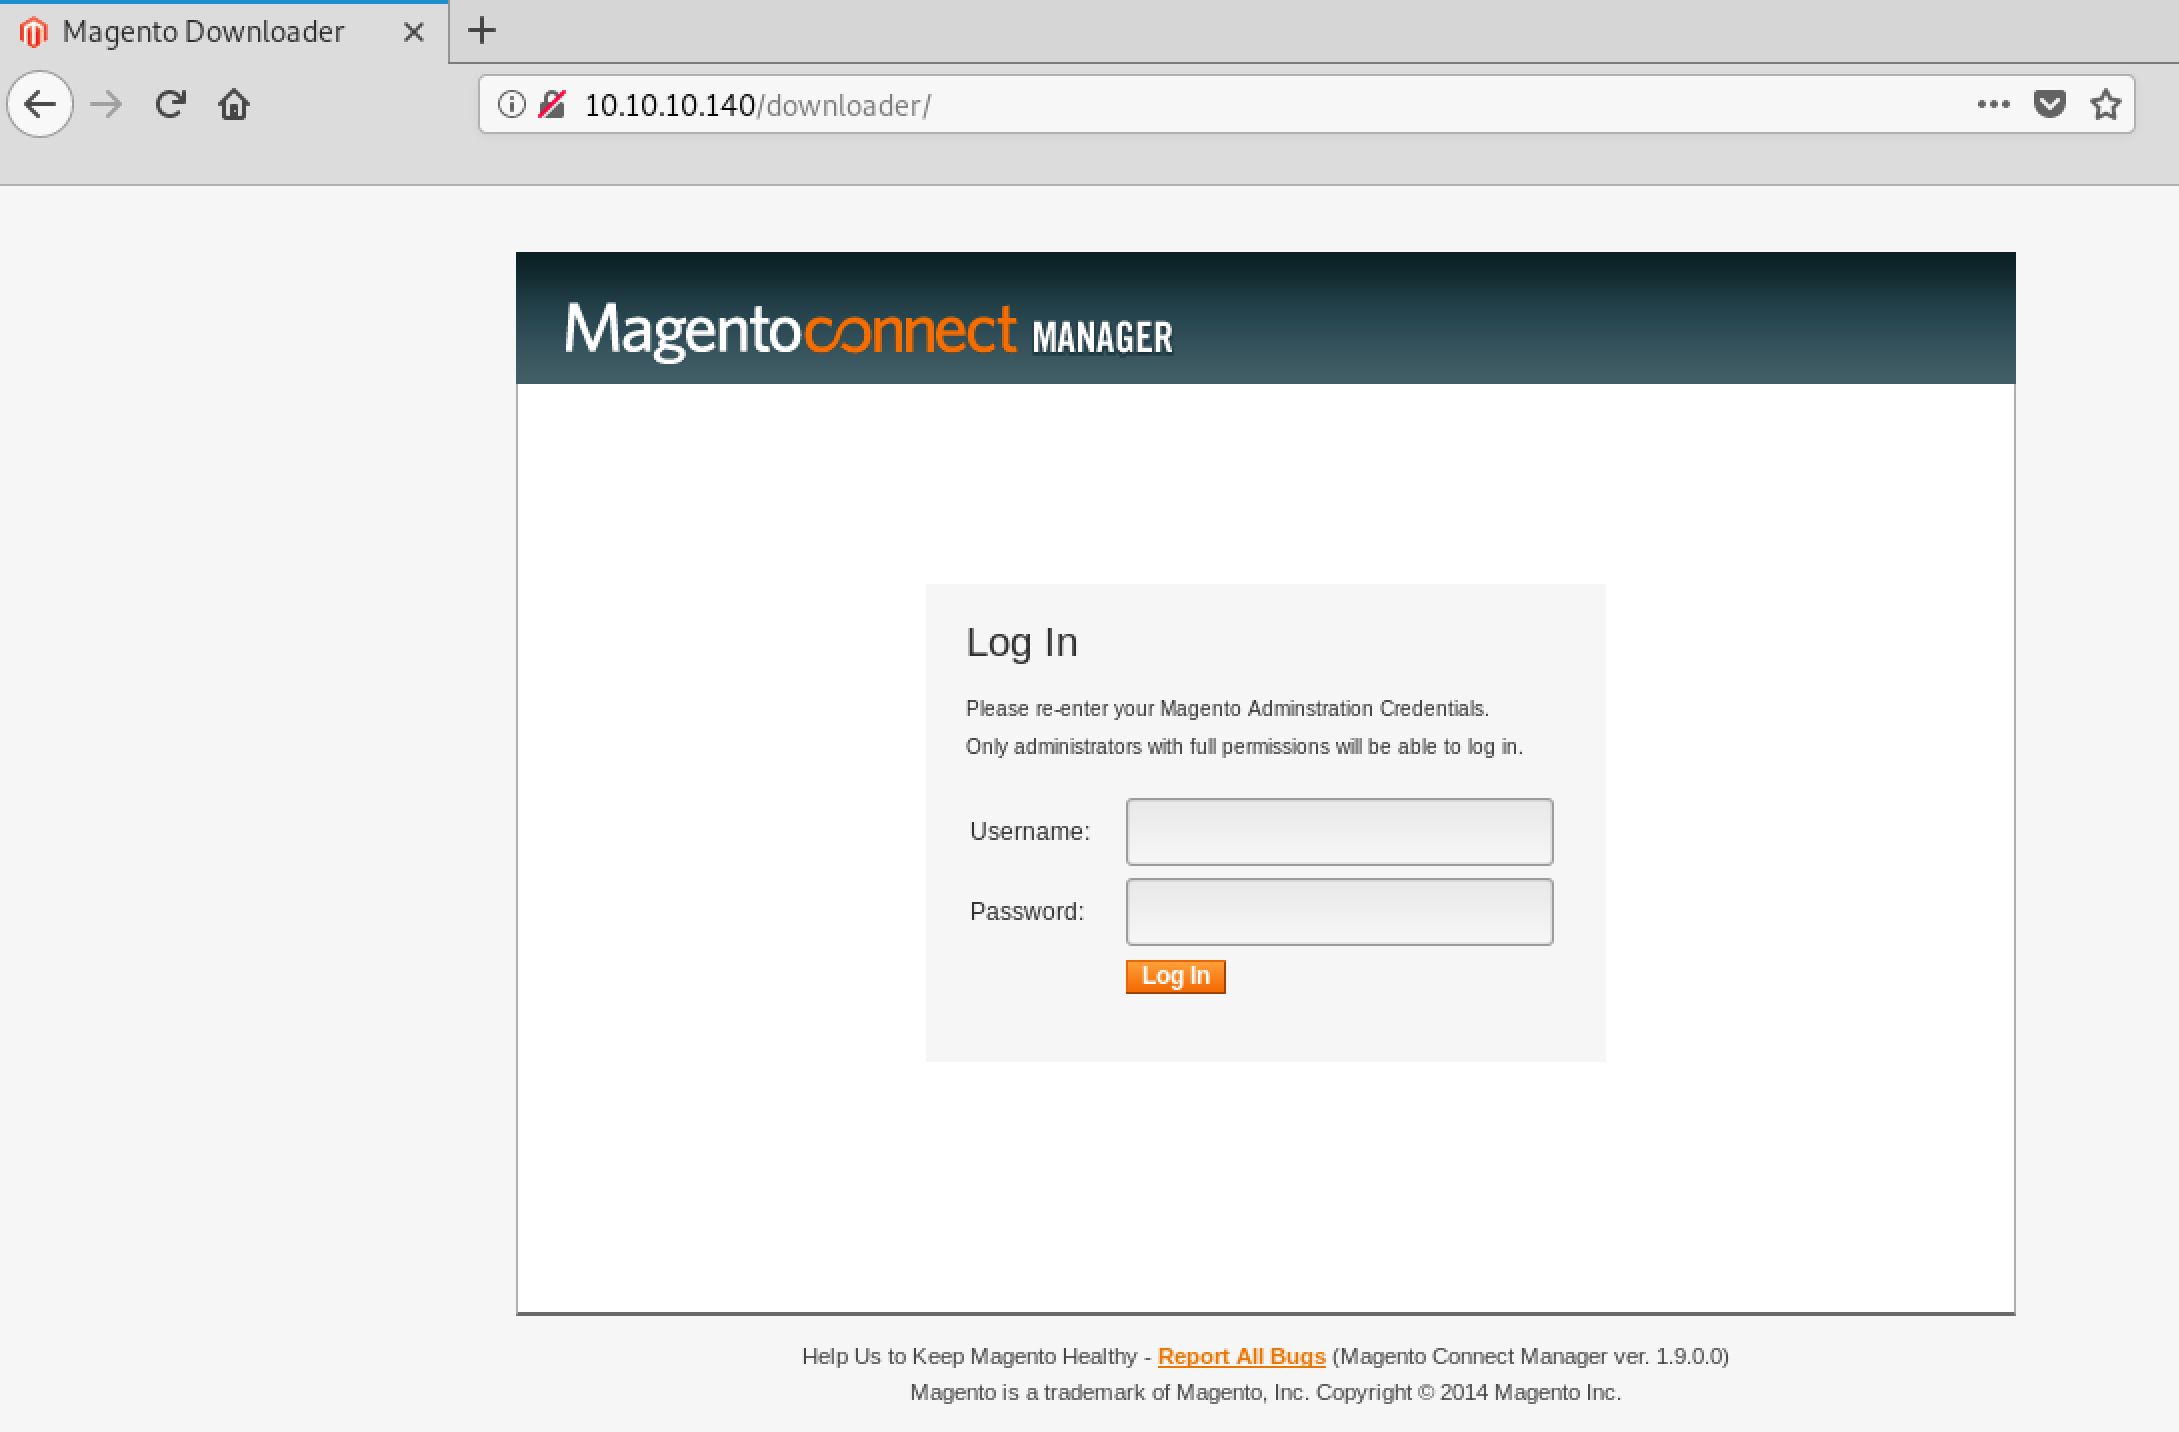 Magento Downloader
10.10.10.140/downloader/
Magentoconnect MANAGER
Log In
Please re-enter your Magento Adminstration Credentials.
Only administrators with full permissions will be able to log in.
Username:
Password:
Log In
Help Us to Keep Magento Healthy - Report All Bugs (Magento Connect Manager ver. 1.9.0.0)
Magento is a trademark of Magento, Inc. Copyright © 2014 Magento Inc.